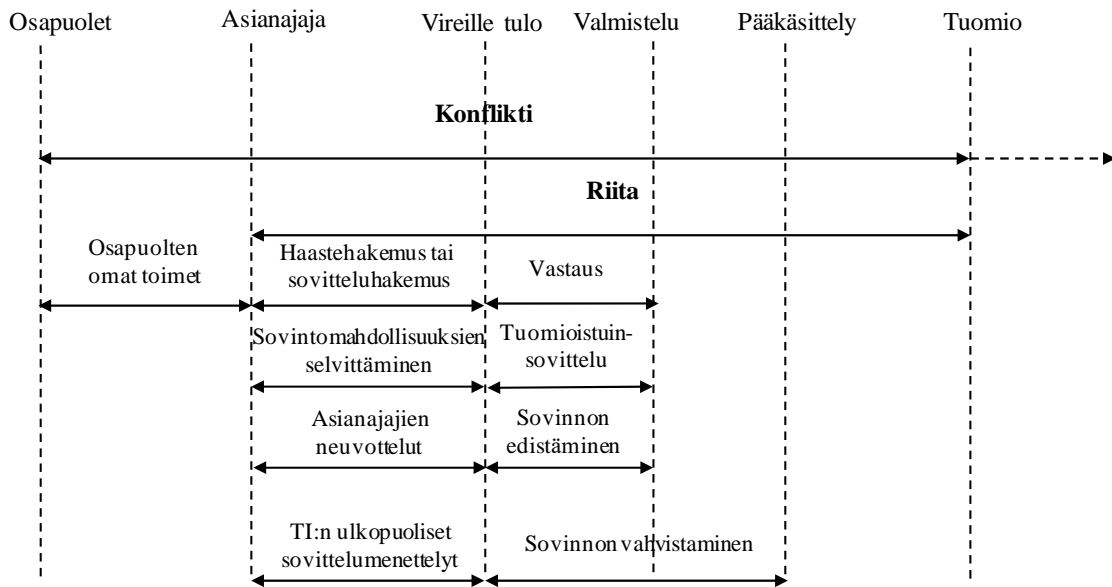 Osapuolet Asianajaja Vireille tulo Valmistelu Pääkäsittely Tuomio
Konflikti
Riita
Osapuolten
omat toimet
Haastehakemus tai
sovitteluhakemus
Vastaus
Sovintomahdollisuuksien
selvittäminen
Tuomioistuin-
sovittelu
Asianajajien
neuvottelut
Sovinnon
edistäminen
TI:n ulkopuoliset
sovittelumenettelyt
Sovinnon vahvistaminen